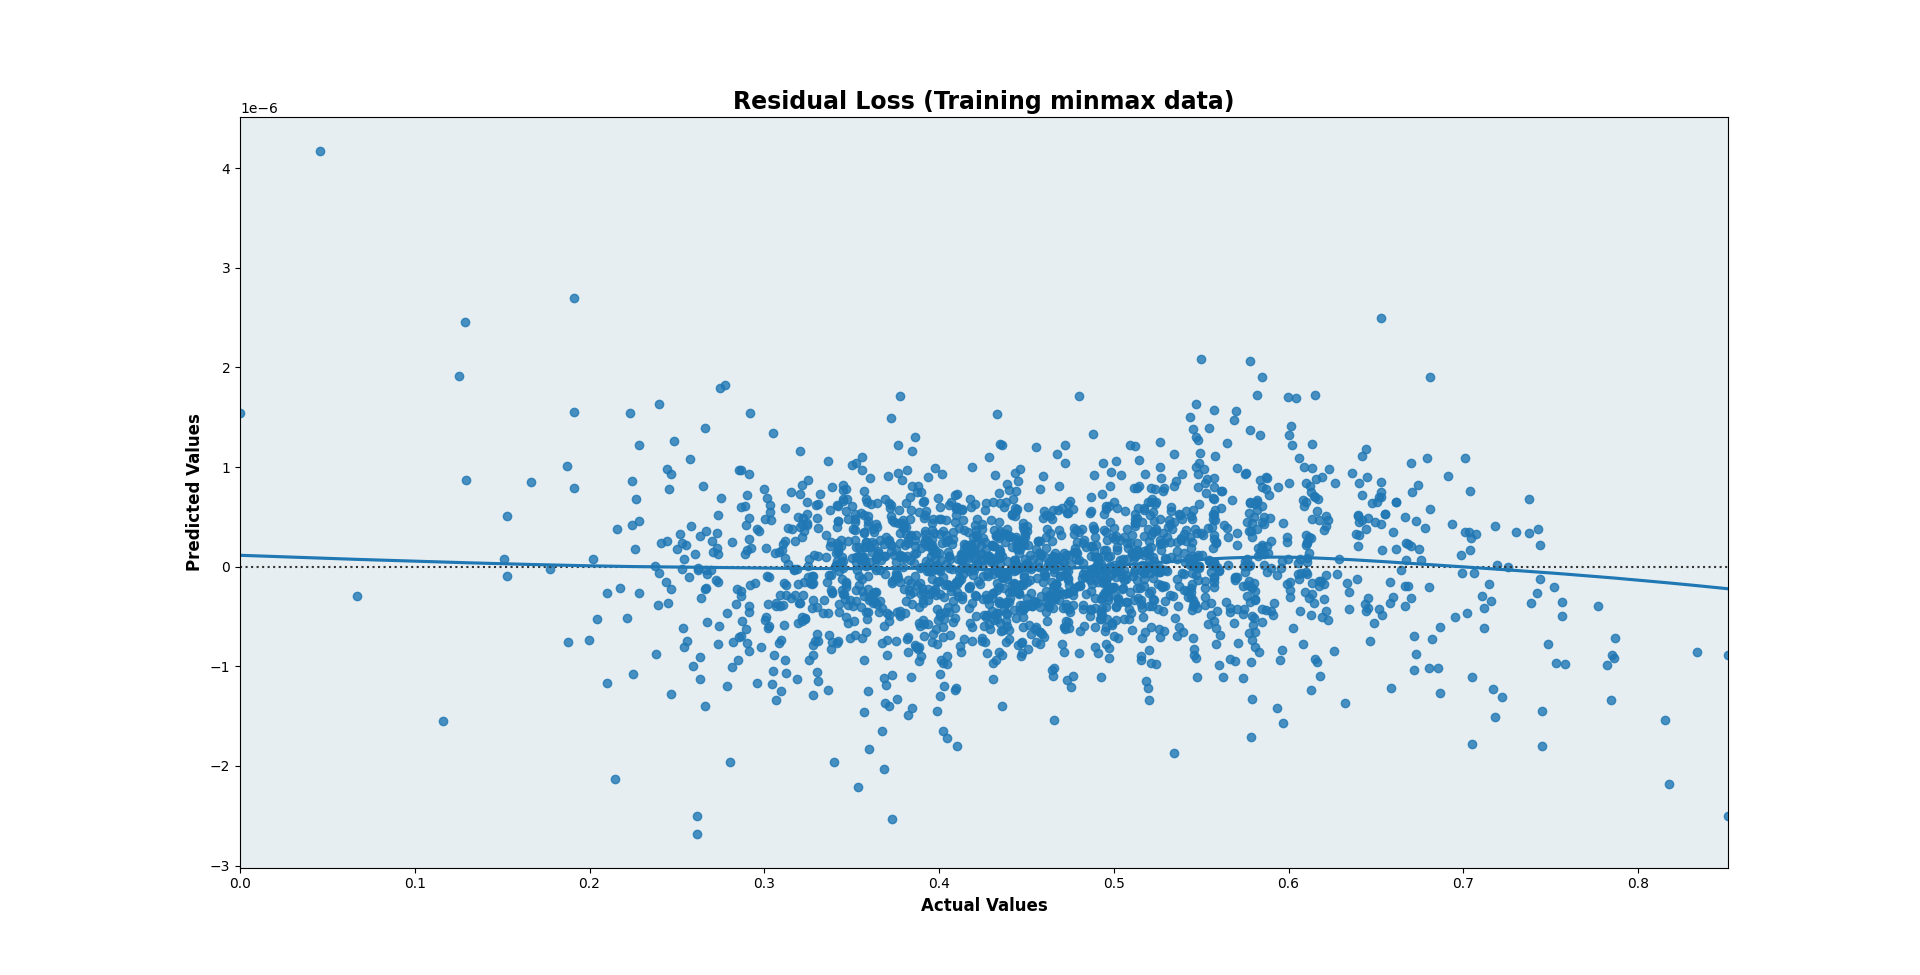 Residual Loss (Training minmax data)
1e−6
4
3
2
1
0
−1
−2
−3
Predicted Values
0.0 0.1 0.2 0.3 0.4 0.5 0.6 0.7 0.8
Actual Values